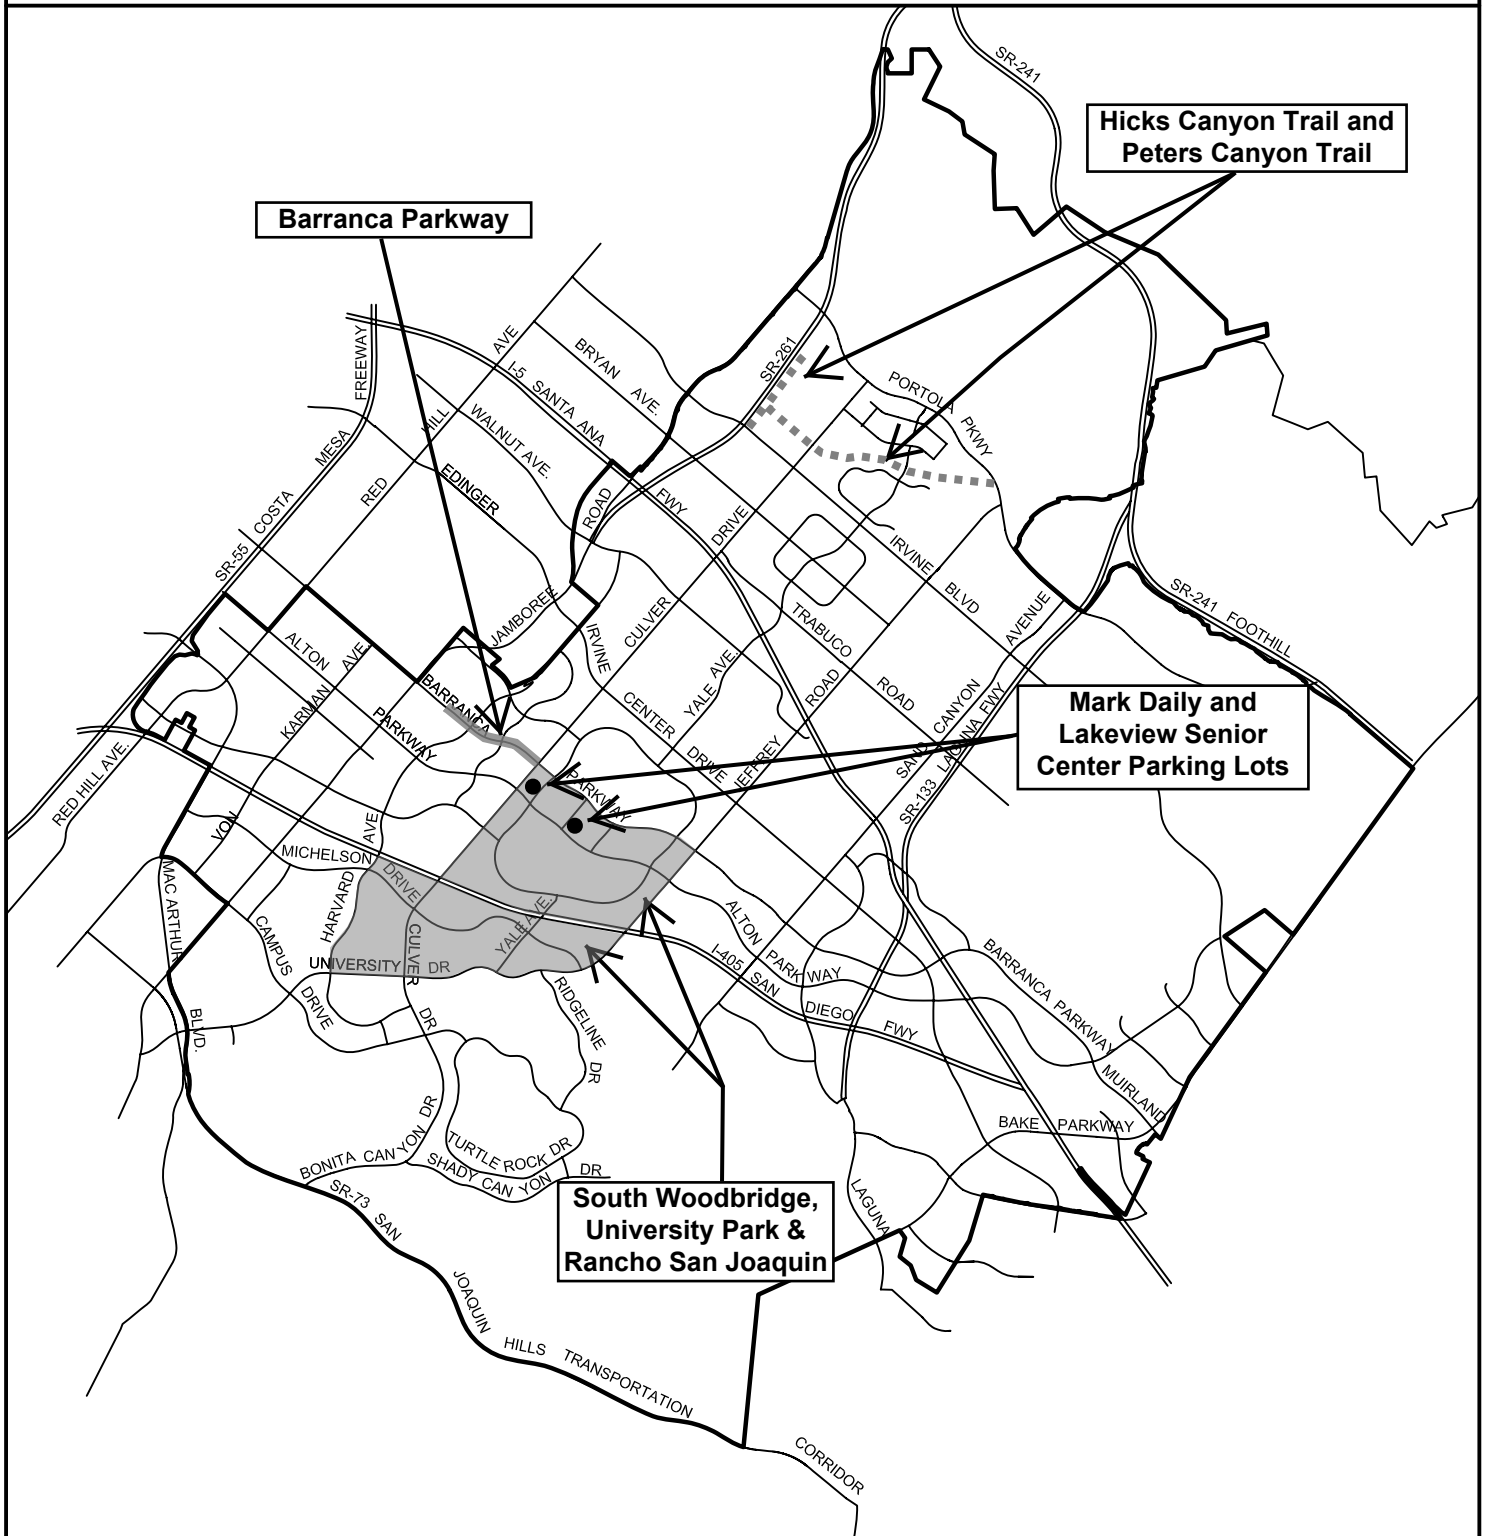 SR-241
Hicks Canyon Trail and
Peters Canyon Trail
Barranca Parkway
FREEWAY
AVE
BRYAN AVE.
SR-261
I-5 SANTA ANA
PORTOLA PKWY
HILL
WALNUT AVE.
MESA
EDINGER
RED
COSTA
ROAD
FWY
DRIVE
SR-55
IRVINE BLVD
SR-241 FOOTHILL
JAMBOREE
IRVINE
CULVER
TRABUCO
AVENUE
ALTON
AVE.
YALE AVE.
ROAD
ROAD
BARRANCA
CENTER
CANYON
Mark Daily and
Lakeview Senior
Center Parking Lots
KARMAN
PARKWAY
DRIVE
JEFFREY
SAND
LAGUNA FWY
SR-133
RED HILL AVE.
PARKWAY
VON
AVE
MICHELSON
DRIVE
MAC ARTHUR
HARVARD
YALE AVE.
ALTON
CAMPUS
CULVER
I-405 SAN
PARKWAY
BARRANCA PARKWAY
UNIVERSITY DR
DRIVE
RIDGELINE
DIEGO
FWY
BLVD.
DR
DR
MUIRLAND
DR
BAKE PARKWAY
TURTLE ROCK DR
BONITA CANYON
SHADY CANYON
DR
SR-73 SAN
South Woodbridge,
University Park &
Rancho San Joaquin
LAGUNA
JOAQUIN
HILLS
TRANSPORTATION
CORRIDOR